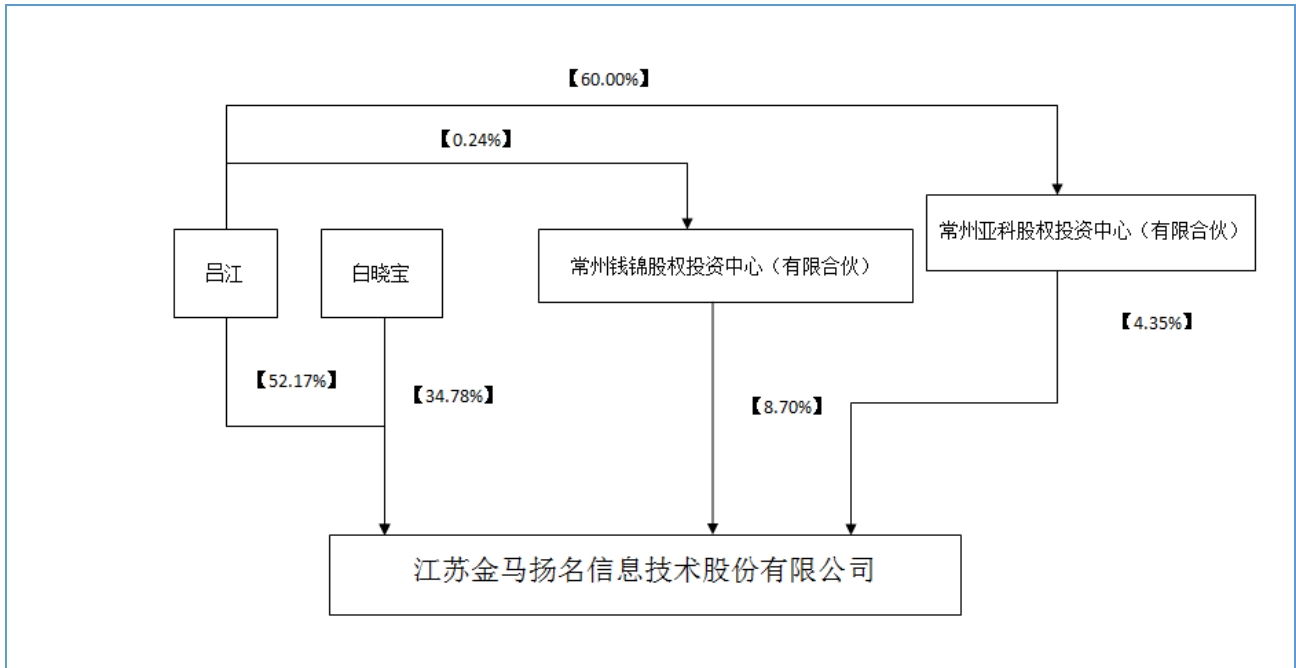 【60.00%】
【0.24%】
常州亚科股权投资中心（有限合伙）
吕江
白晓宝
常州钱锦股权投资中心（有限合伙）
【4.35%】
【52.17%】
【34.78%】
【8.70%】
江苏金马扬名信息技术股份有限公司